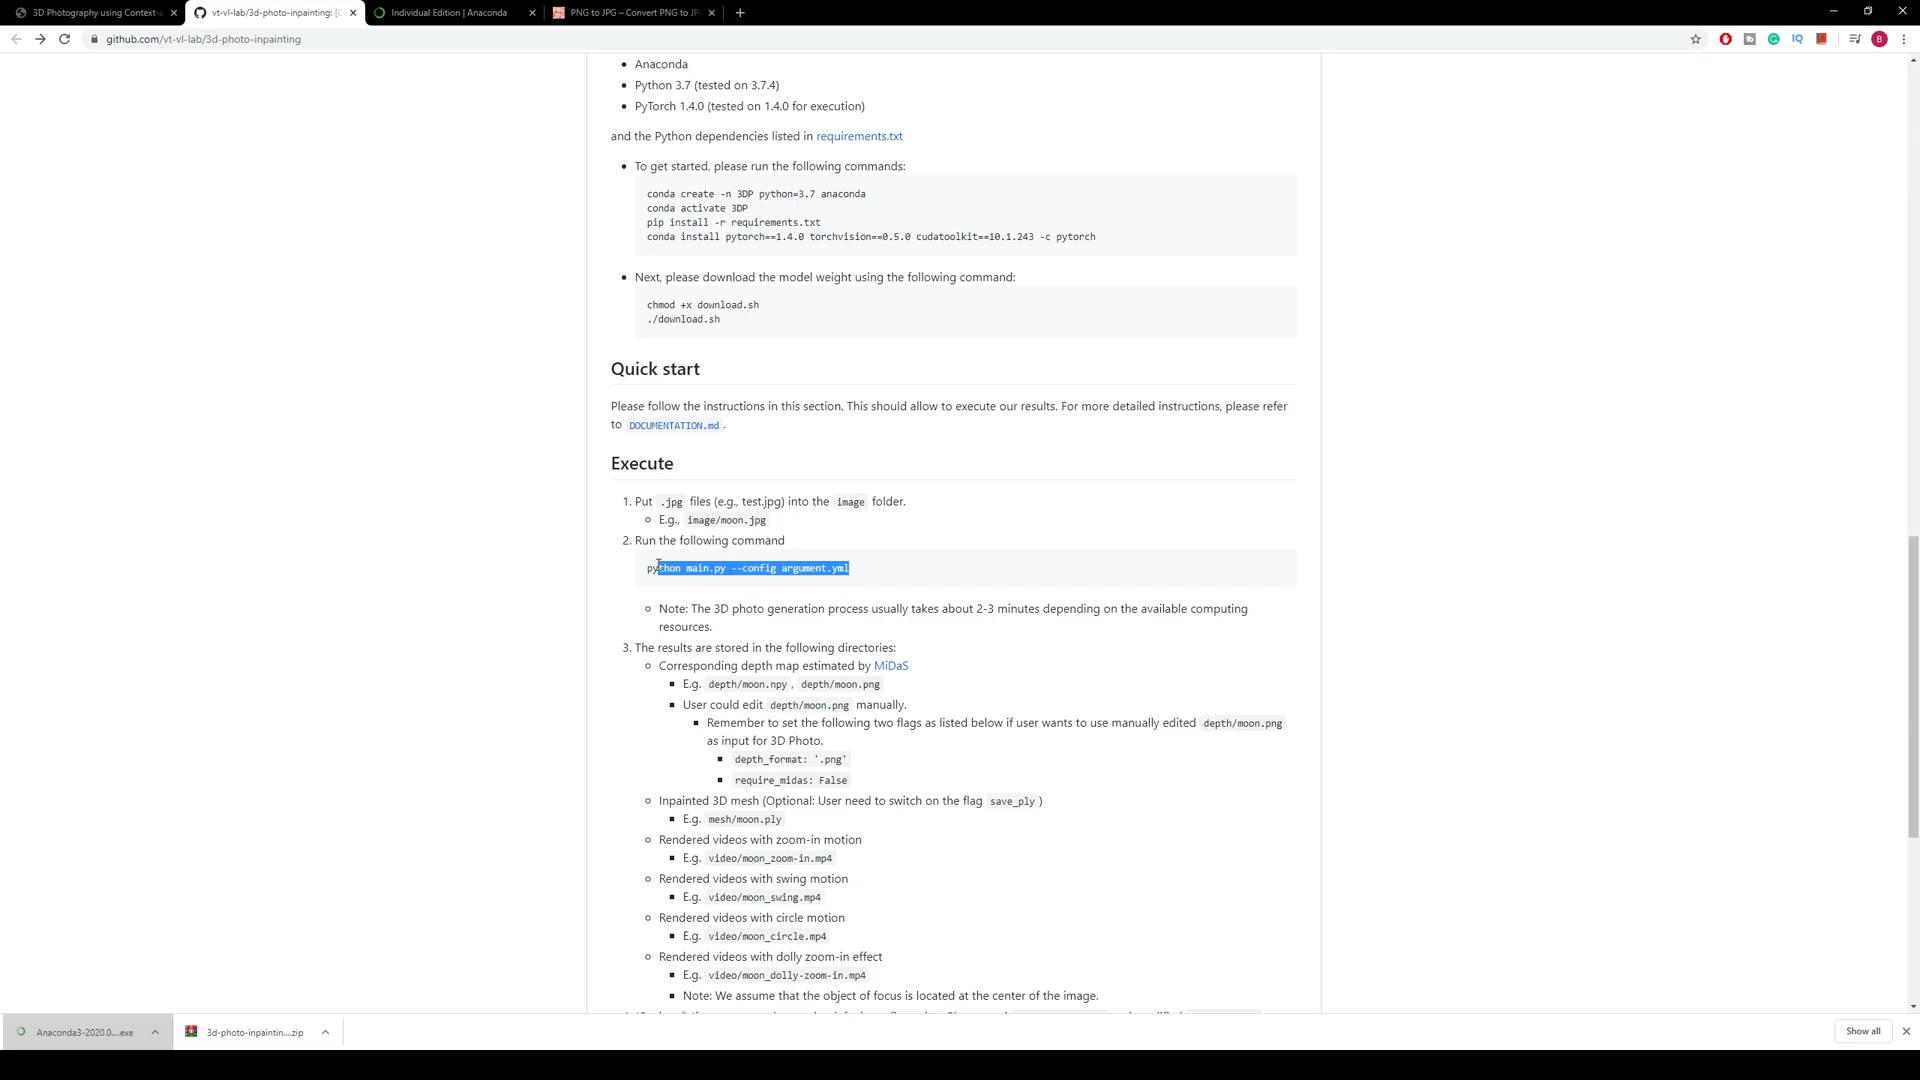 3D Photography using Context-
vt-vl-lab/3d-photo-inpainting: [C
Individual Edition | Anaconda
PNG to JPG – Convert PNG to JP
github.com/vt-vl-lab/3d-photo-inpainting
IQ
B
Anaconda
Python 3.7 (tested on 3.7.4)
PyTorch 1.4.0 (tested on 1.4.0 for execution)
and the Python dependencies listed in requirements.txt
To get started, please run the following commands:
conda create -n 3DP python=3.7 anaconda
conda activate 3DP
pip install -r requirements.txt
conda install pytorch==1.4.0 torchvision==0.5.0 cudatoolkit==10.1.243 -c pytorch
Next, please download the model weight using the following command:
chmod +x download.sh
./download.sh
Quick start
Please follow the instructions in this section. This should allow to execute our results. For more detailed instructions, please refer
to DOCUMENTATION.md.
Execute
1. Put .jpg files (e.g., test.jpg) into the image folder.
E.g., image/moon.jpg
2. Run the following command
python main.py --config argument.yml
Note: The 3D photo generation process usually takes about 2-3 minutes depending on the available computing
resources.
3. The results are stored in the following directories:
Corresponding depth map estimated by MiDaS
E.g. depth/moon.npy, depth/moon.png
User could edit depth/moon.png manually.
Remember to set the following two flags as listed below if user wants to use manually edited depth/moon.png
as input for 3D Photo.
depth_format: '.png'
require_midas: False
Inpainted 3D mesh (Optional: User need to switch on the flag save_ply)
E.g. mesh/moon.ply
Rendered videos with zoom-in motion
E.g. video/moon_zoom-in.mp4
Rendered videos with swing motion
E.g. video/moon_swing.mp4
Rendered videos with circle motion
E.g. video/moon_circle.mp4
Rendered videos with dolly zoom-in effect
E.g. video/moon_dolly-zoom-in.mp4
Note: We assume that the object of focus is located at the center of the image.
Anaconda3-2020.0....exe
3d-photo-inpaintin....zip
Show all